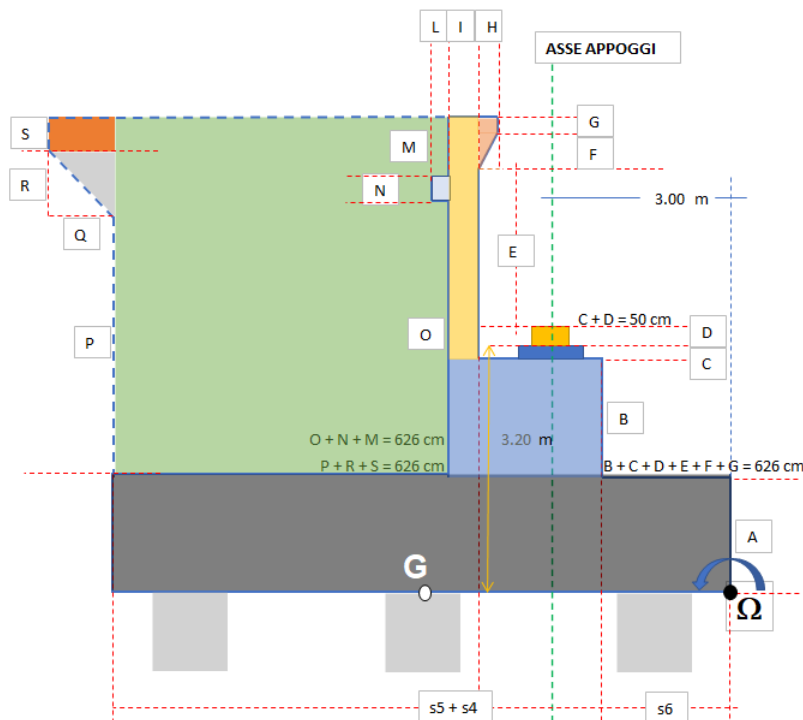 L I H
ASSE APPOGGI
S
M
G
F
R
N
3.00 m
Q
E
C + D = 50 cm
P
O
D
C
B
O + N + M = 626 cm
3.20 m
P + R + S = 626 cm
B + C + D + E + F + G = 626 cm
A
G
Ω
s5 + s4
s6